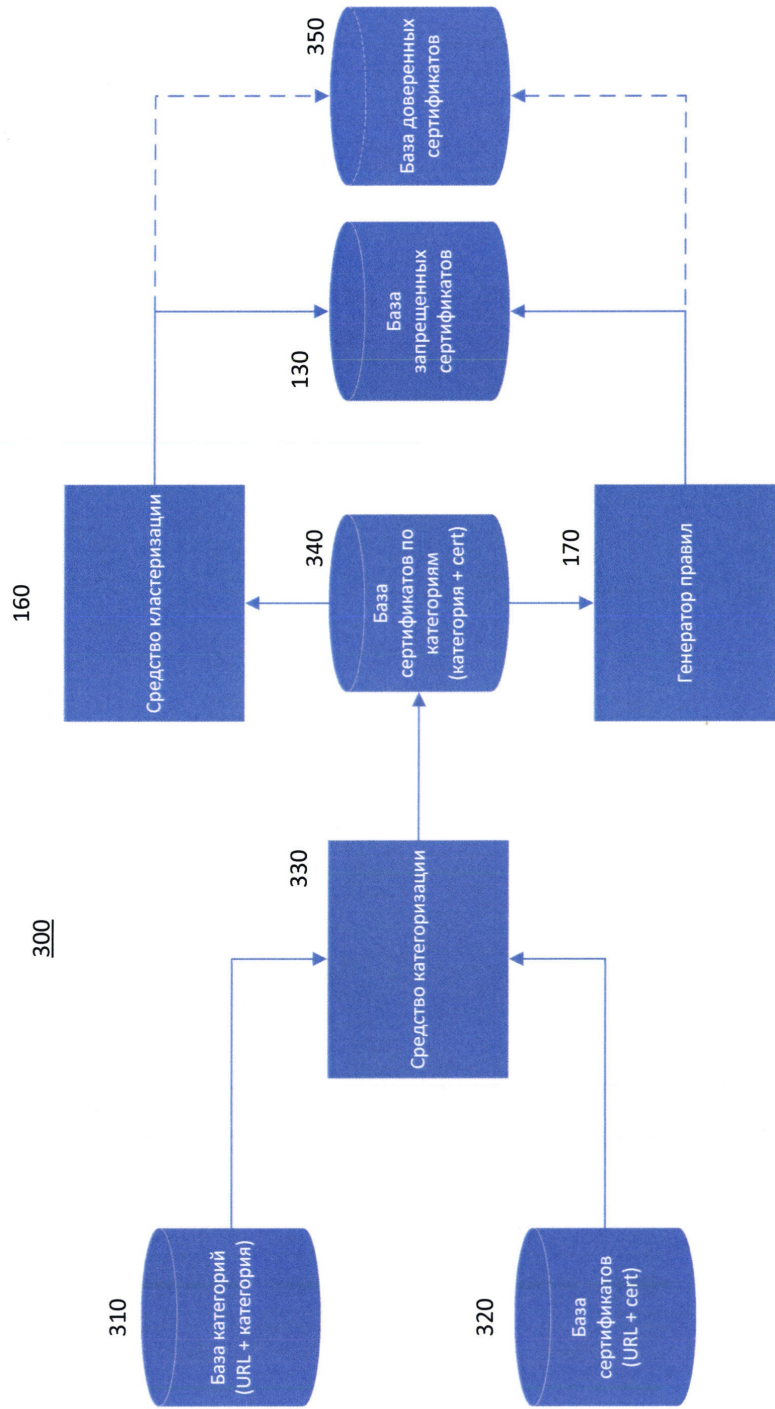 300
310
База категорий
(URL + категория)
320
База
сертификатов
(URL + cert)
330
Средство категоризации
160
Средство кластеризации
340
База
сертификатов по
категориям
(категория + cert)
170
Генератор правил
130
База
запрещенных
сертификатов
350
База доверенных
сертификатов